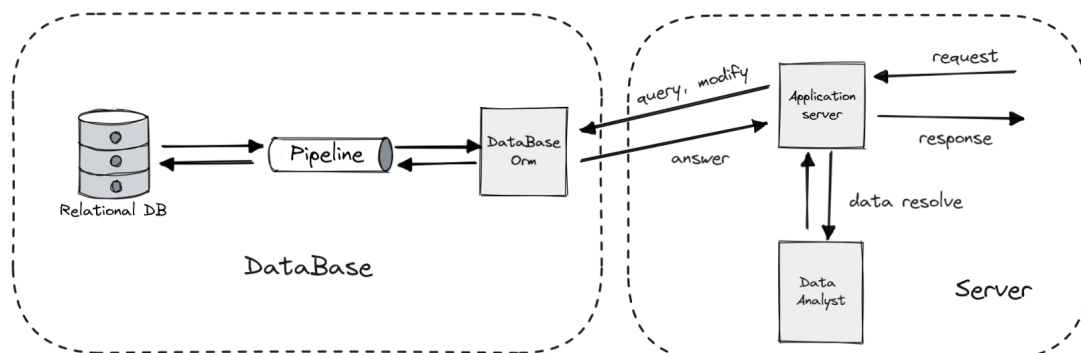 request
query, modify
Application
server
response
Pipeline
DataBase
Orm
answer
Relational DB
data resolve
DataBase
Data
Analyst
Server